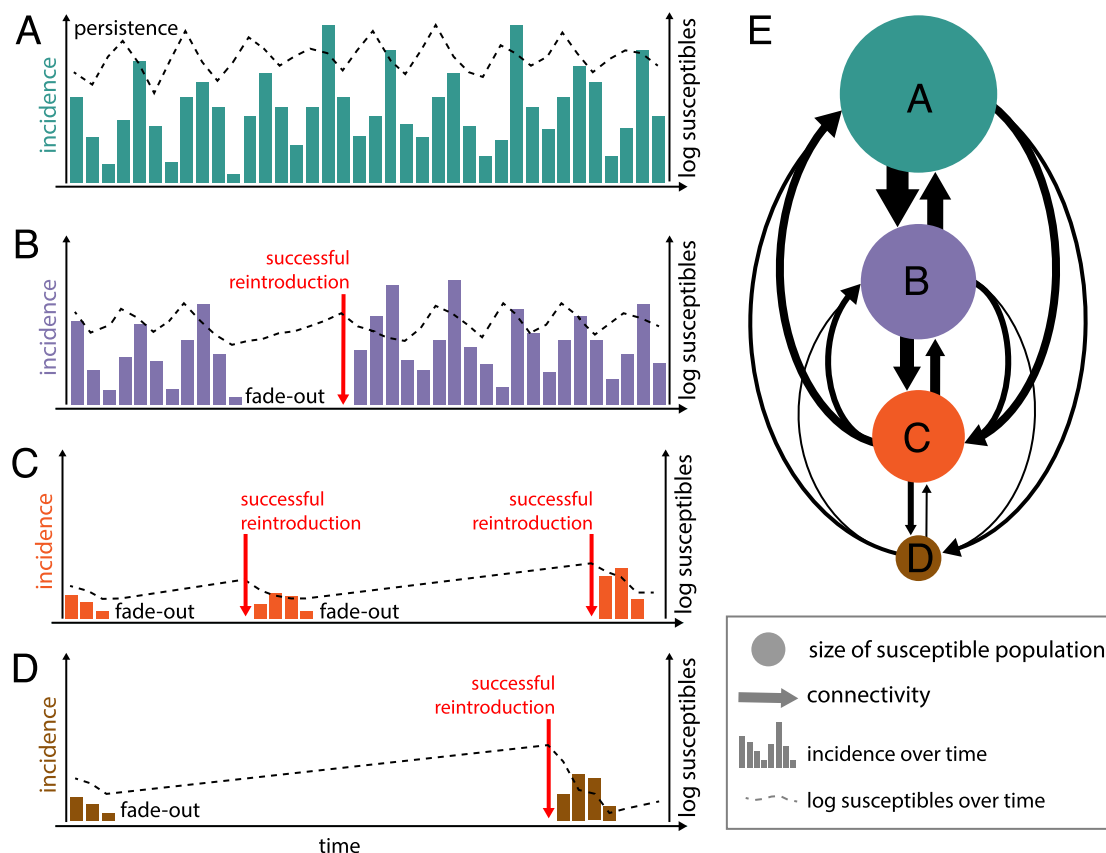 A
persistence
incidence
log susceptibles
B
successful
reintroduction
incidence
fade-out
log susceptibles
C
successful
reintroduction
successful
reintroduction
incidence
fade-out
fade-out
log susceptibles
D
successful
reintroduction
incidence
fade-out
log susceptibles
time
E
A
B
C
D
size of susceptible population
connectivity
incidence over time
log susceptibles over time